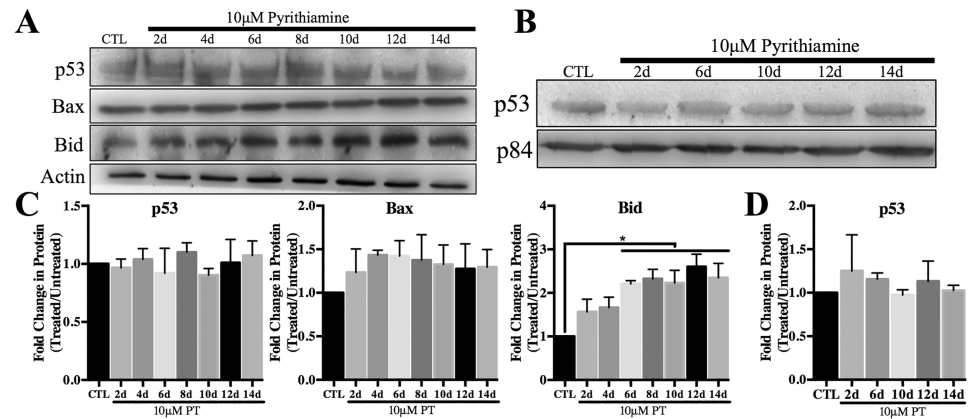 A
10µM Pyrithiamine
CTL 2d 4d 6d 8d 10d 12d 14d
p53
Bax
Bid
Actin
B
10µM Pyrithiamine
CTL 2d 6d 10d 12d 14d
p53
p84
C
p53
Fold Change in Protein
(Treated/Untreated)
1.5
1.0
0.5
0.0
CTL 2d 4d 6d 8d 10d 12d 14d
10µM PT
Bax
Fold Change in Protein
(Treated/Untreated)
2.0
1.5
1.0
0.5
0.0
CTL 2d 4d 6d 8d 10d 12d 14d
10µM PT
Bid
Fold Change in Protein
(Treated/Untreated)
4
3
2
1
0
*
CTL 2d 4d 6d 8d 10d 12d 14d
10µM PT
D
p53
Fold Change in Protein
(Treated/Untreated)
2.0
1.5
1.0
0.5
0.0
CTL 2d 6d 10d 12d 14d
10µM PT